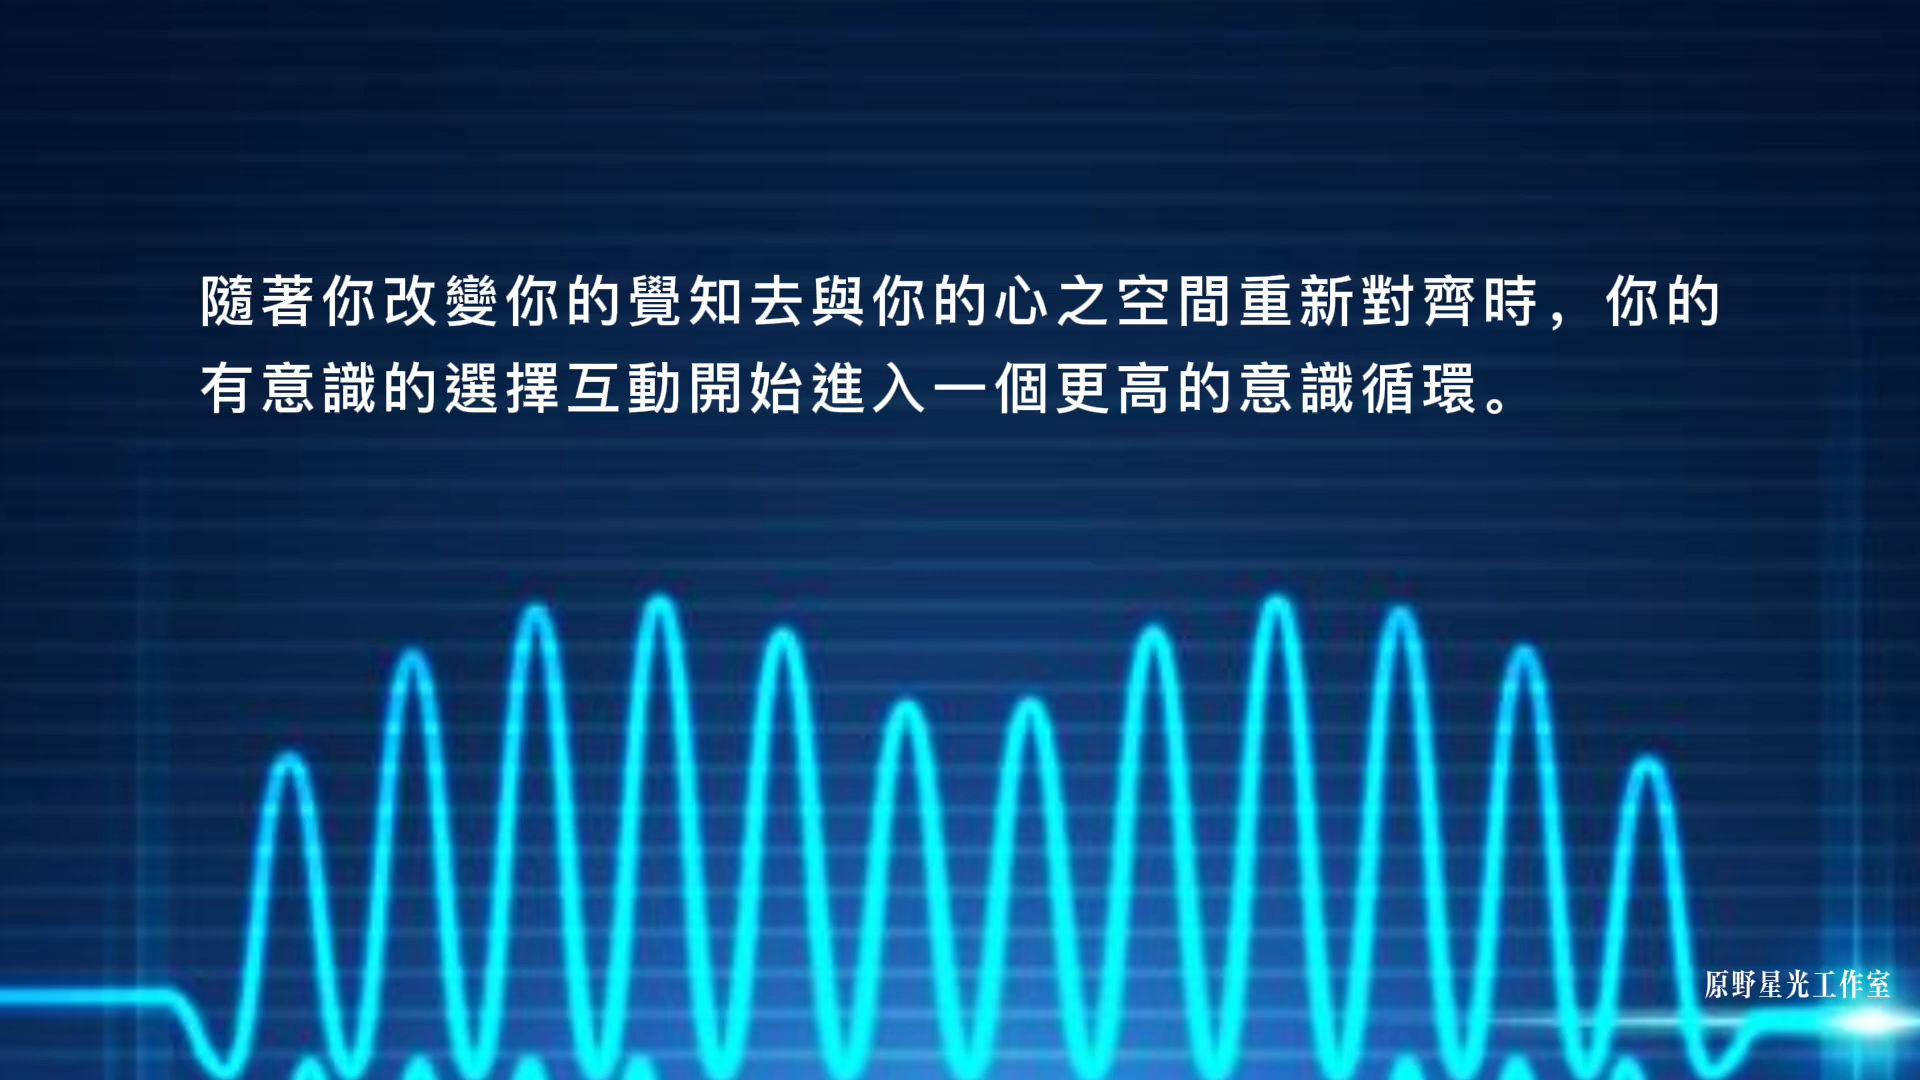 隨著你改變你的覺知去與你的心之空間重新對齊時，你的
有意識的選擇互動開始進入一個更高的意識循環。
原野星光工作室